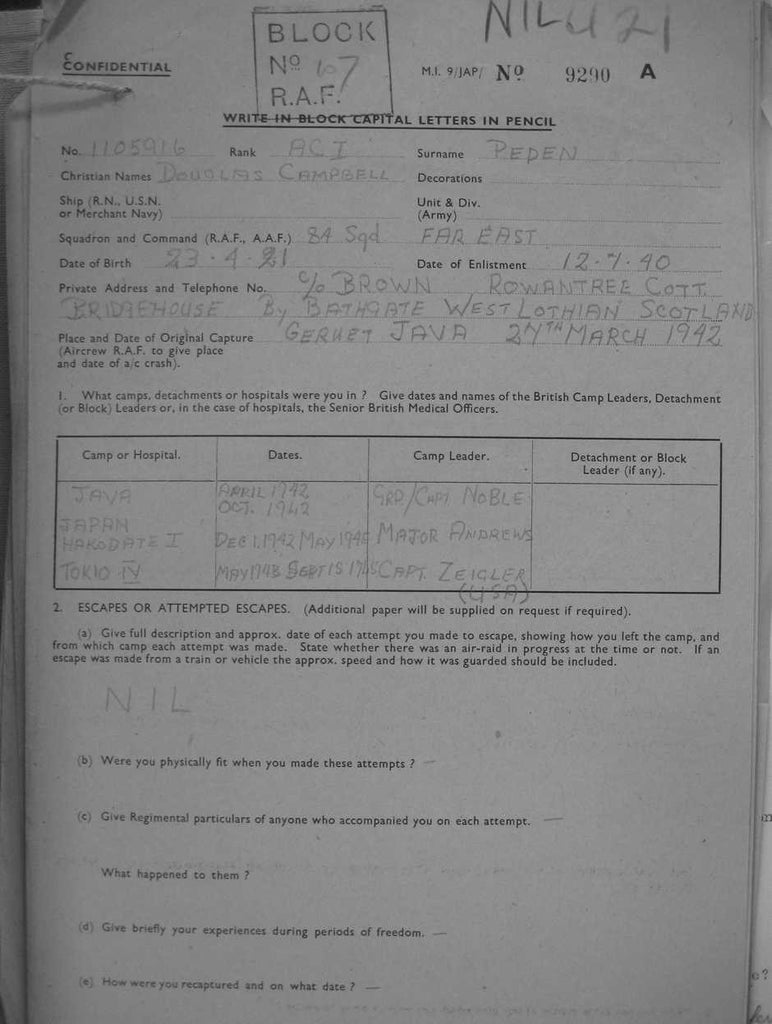 NIL 421
BLOCK
No 67
R.A.F.
CONFIDENTIAL
M.I. 9/JAP/ No 9290 A
WRITE IN BLOCK CAPITAL LETTERS IN PENCIL
No. 1105916 Rank AC1 Surname PEDEN
Christian Names DOUGLAS CAMPBELL Decorations
Ship (R.N., U.S.N. Unit & Div.
or Merchant Navy) (Army)
Squadron and Command (R.A.F., A.A.F.) 84 Sqd FAR EAST
Date of Birth 23.4.21 Date of Enlistment 12.7.40
Private Address and Telephone No. C/o BROWN ROWANTREE COTT.
BRIDGEHOUSE By BATHGATE WEST LOTHIAN SCOTLAND
Place and Date of Original Capture GERUET JAVA 27TH MARCH 1942
(Aircrew R.A.F. to give place
and date of a/c crash).
1. What camps, detachments or hospitals were you in ? Give dates and names of the British Camp Leaders, Detachment
(or Block) Leaders or, in the case of hospitals, the Senior British Medical Officers.
Camp or Hospital. Dates. Camp Leader. Detachment or Block
Leader (if any).
JAVA APRIL 1942 GRP/CAPT NOBLE
OCT. 1942
JAPAN
HAKODATE I DEC 1. 1942 MAY 1945 MAJOR ANDREWS
TOKIO IV MAY 1943 SEPT 15 1945 CAPT. ZEIGLER
(USA)
2. ESCAPES OR ATTEMPTED ESCAPES. (Additional paper will be supplied on request if required).
(a) Give full description and approx. date of each attempt you made to escape, showing how you left the camp, and
from which camp each attempt was made. State whether there was an air-raid in progress at the time or not. If an
escape was made from a train or vehicle the approx. speed and how it was guarded should be included.
NIL
(b) Were you physically fit when you made these attempts ? —
(c) Give Regimental particulars of anyone who accompanied you on each attempt. —
What happened to them ?
(d) Give briefly your experiences during periods of freedom. —
(e) How were you recaptured and on what date ? —